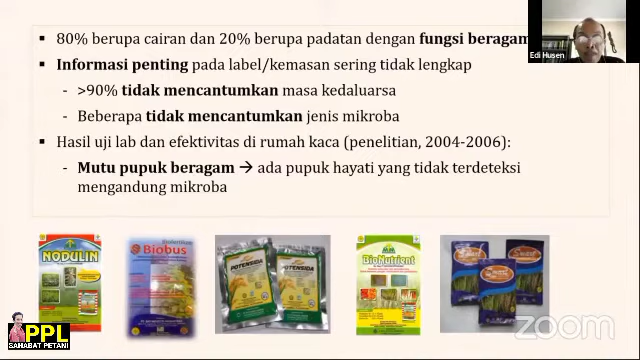 80% berupa cairan dan 20% berupa padatan dengan fungsi beragam
Informasi penting pada label/kemasan sering tidak lengkap
- >90% tidak mencantumkan masa kedaluarsa
- Beberapa tidak mencantumkan jenis mikroba
Hasil uji lab dan efektivitas di rumah kaca (penelitian, 2004-2006):
- Mutu pupuk beragam → ada pupuk hayati yang tidak terdeteksi
mengandung mikroba
Edi Husen
NODULIN
Biobus
POTENSIDA
POTENSIDA
BioNutrient
PPL
SAHABAT PETANI
zoom